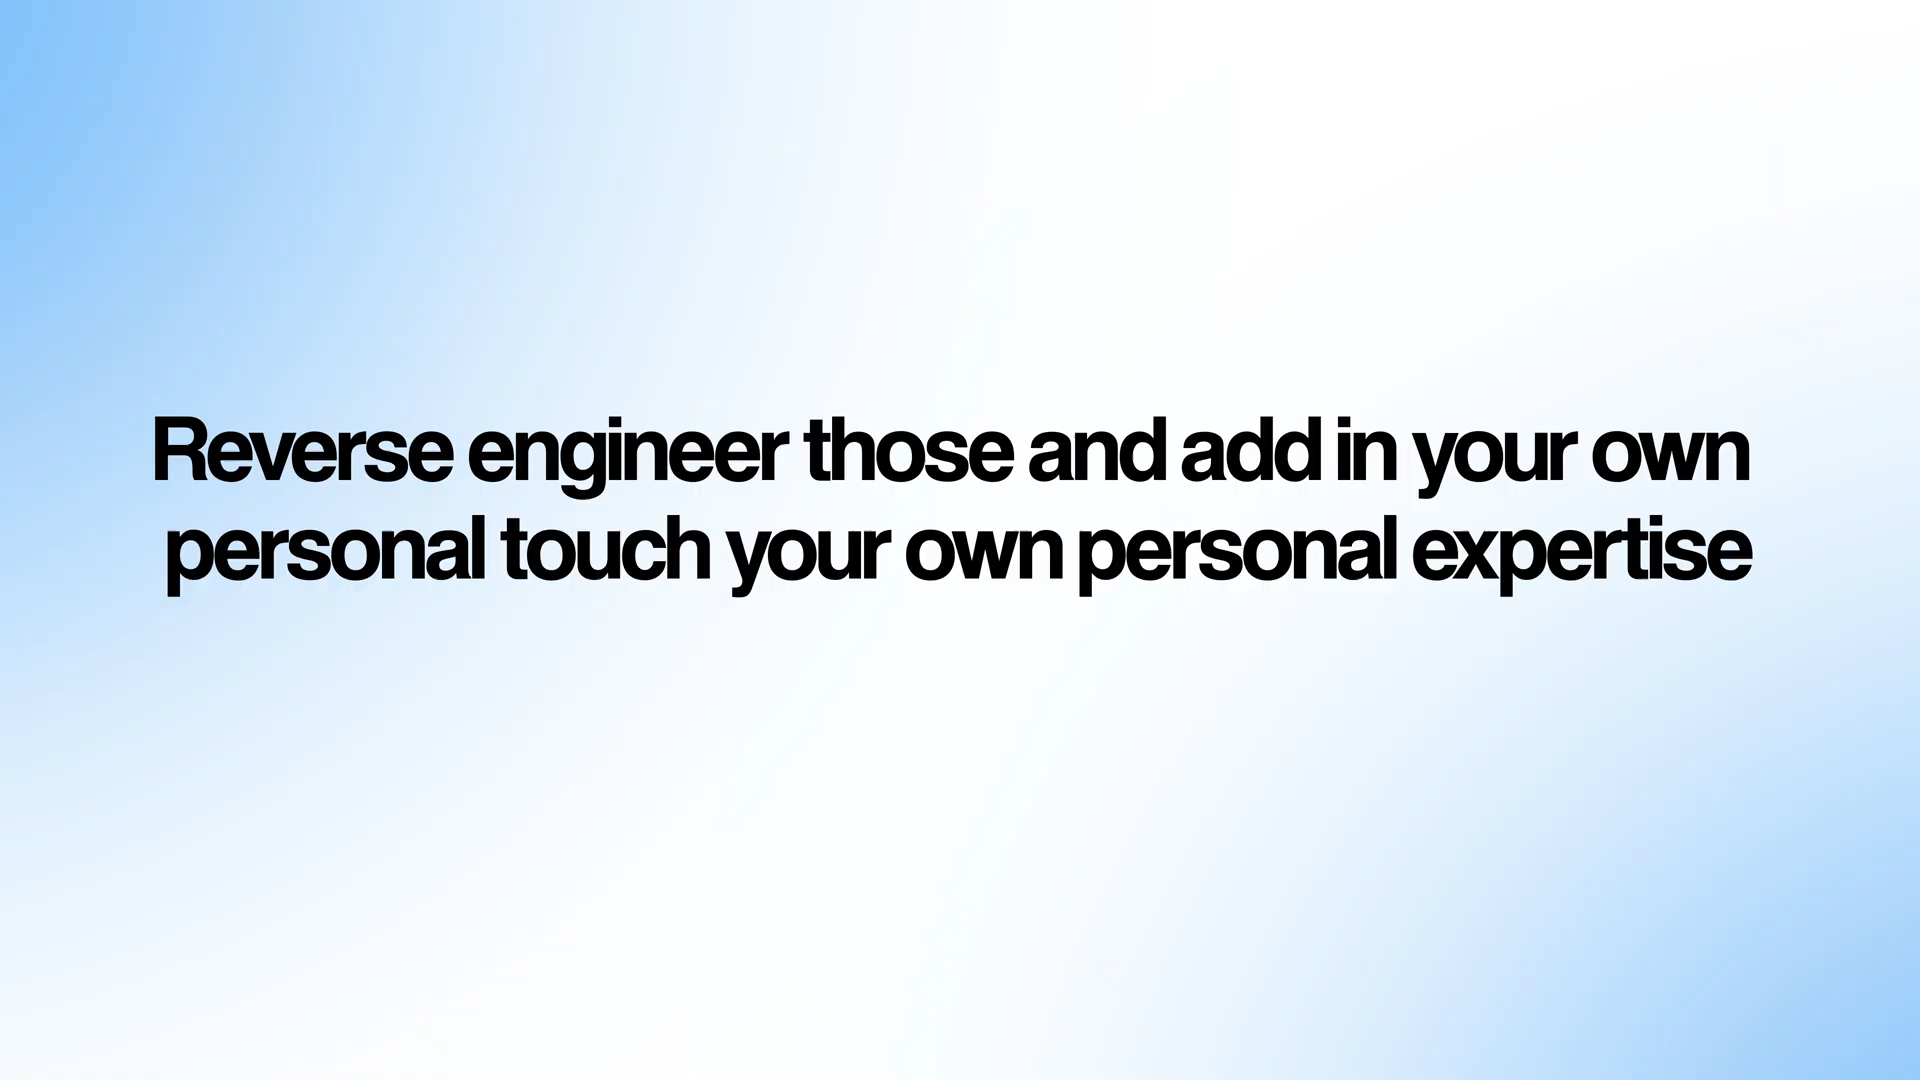 Reverse engineer those and add in your own
personal touch your own personal expertise